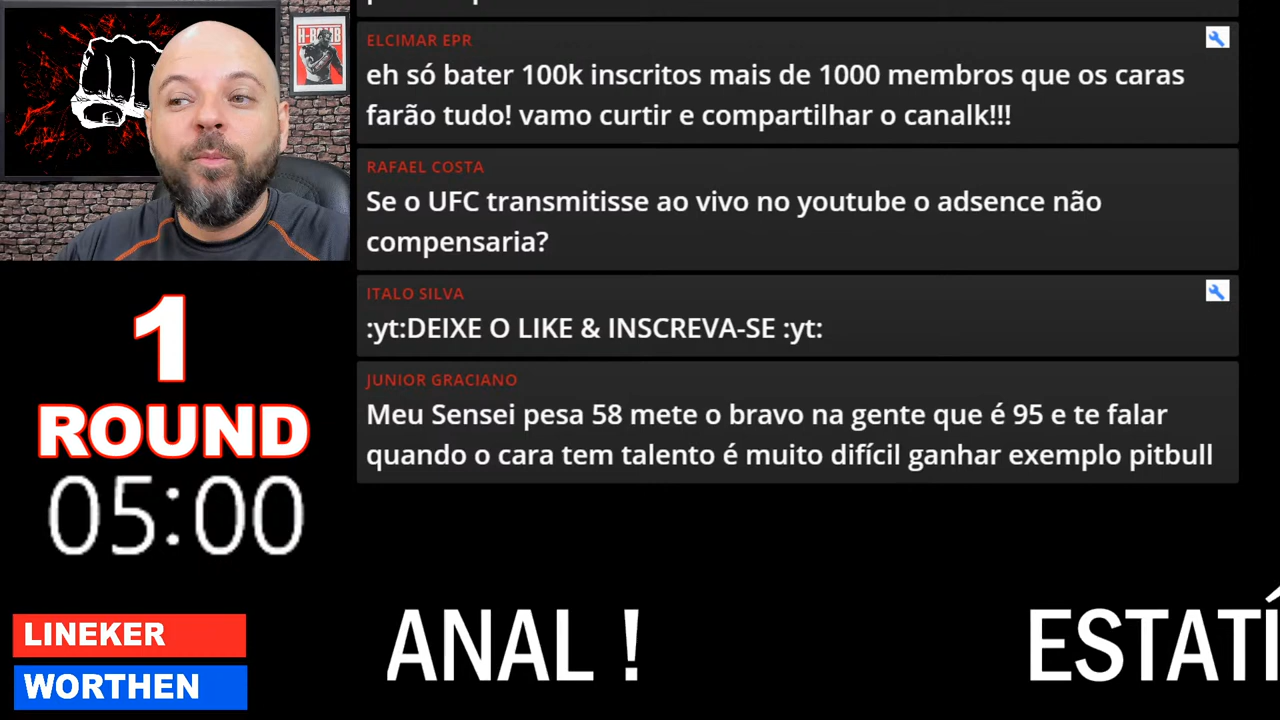 H-BOMB
ELCIMAR EPR
eh só bater 100k inscritos mais de 1000 membros que os caras
farão tudo! vamo curtir e compartilhar o canalk!!!
RAFAEL COSTA
Se o UFC transmitisse ao vivo no youtube o adsence não
compensaria?
ITALO SILVA
:yt:DEIXE O LIKE & INSCREVA-SE :yt:
JUNIOR GRACIANO
Meu Sensei pesa 58 mete o bravo na gente que é 95 e te falar
quando o cara tem talento é muito difícil ganhar exemplo pitbull
1
ROUND
05:00
LINEKER
WORTHEN
ANAL ! ESTATÍ